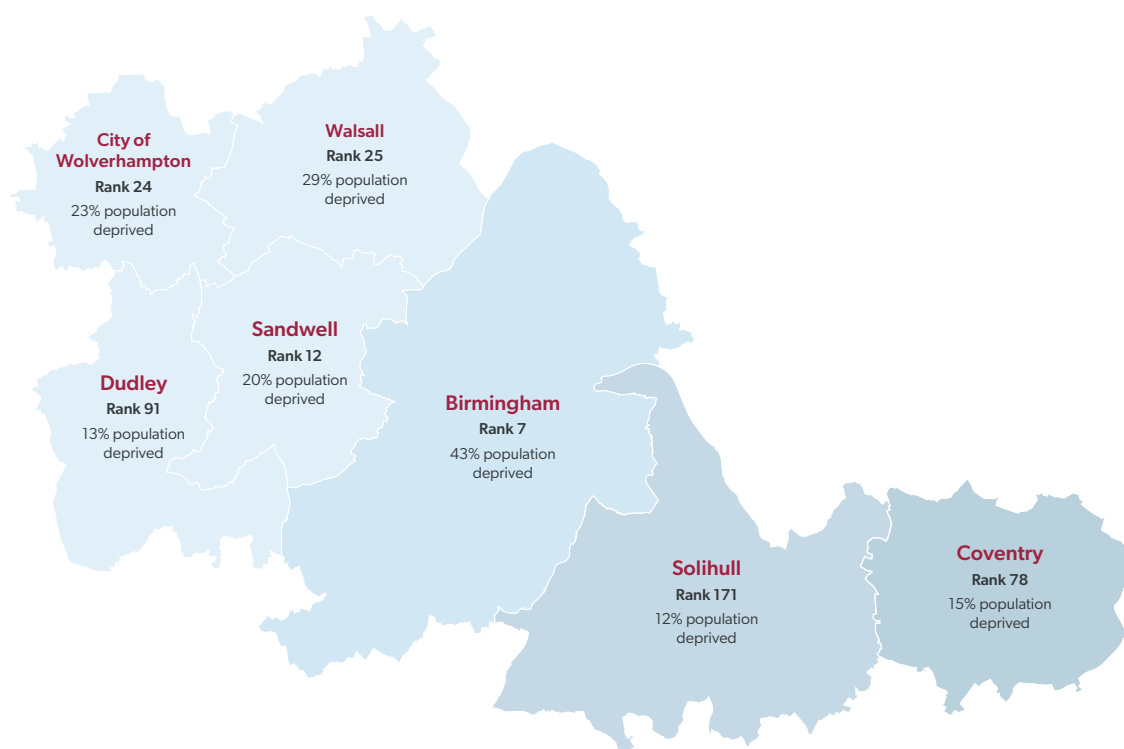 City of
Wolverhampton
Rank 24
23% population
deprived
Walsall
Rank 25
29% population
deprived
Sandwell
Rank 12
20% population
deprived
Dudley
Rank 91
13% population
deprived
Birmingham
Rank 7
43% population
deprived
Solihull
Rank 171
12% population
deprived
Coventry
Rank 78
15% population
deprived